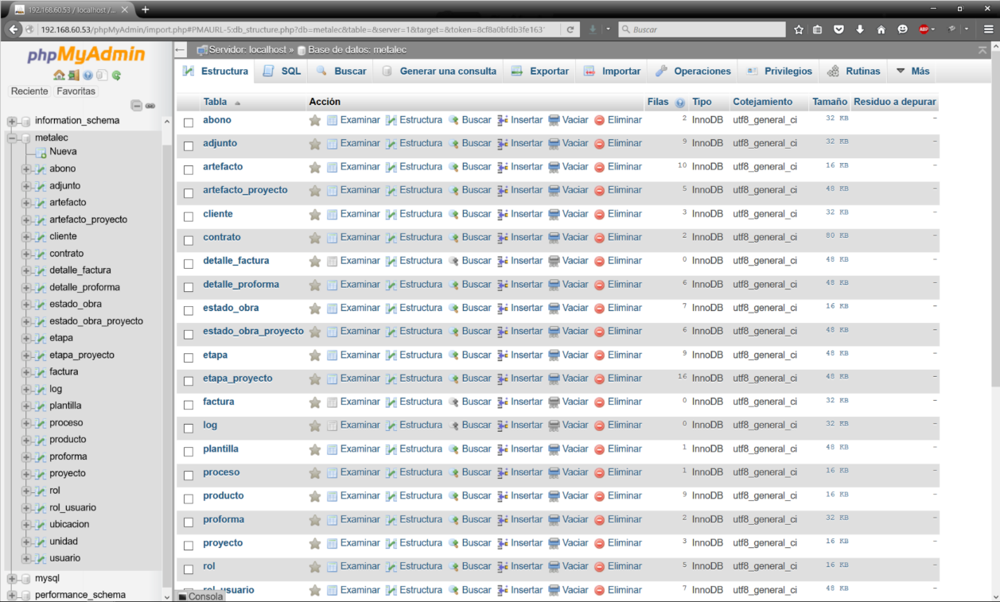 192.168.60.53 / localhost /...
192.168.60.53/phpMyAdmin/import.php#PMAURL-5:db_structure.php?db=metalec&table=&server=1&target=&token=8cf8a0bfdb3fe163'
Buscar
ABP
phpMyAdmin
Reciente Favoritas
information_schema
metalec
Nueva
abono
adjunto
artefacto
artefacto_proyecto
cliente
contrato
detalle_factura
detalle_proforma
estado_obra
estado_obra_proyecto
etapa
etapa_proyecto
factura
log
plantilla
proceso
producto
proforma
proyecto
rol
rol_usuario
ubicacion
unidad
usuario
mysql
performance_schema
Servidor: localhost » Base de datos: metalec
Estructura SQL Buscar Generar una consulta Exportar Importar Operaciones Privilegios Rutinas Más
Tabla Acción Filas Tipo Cotejamiento Tamaño Residuo a depurar
abono Examinar Estructura Buscar Insertar Vaciar Eliminar 2 InnoDB utf8_general_ci 32 KB -
adjunto Examinar Estructura Buscar Insertar Vaciar Eliminar 9 InnoDB utf8_general_ci 32 KB -
artefacto Examinar Estructura Buscar Insertar Vaciar Eliminar 10 InnoDB utf8_general_ci 16 KB -
artefacto_proyecto Examinar Estructura Buscar Insertar Vaciar Eliminar 5 InnoDB utf8_general_ci 48 KB -
cliente Examinar Estructura Buscar Insertar Vaciar Eliminar 3 InnoDB utf8_general_ci 32 KB -
contrato Examinar Estructura Buscar Insertar Vaciar Eliminar 2 InnoDB utf8_general_ci 80 KB -
detalle_factura Examinar Estructura Buscar Insertar Vaciar Eliminar 0 InnoDB utf8_general_ci 48 KB -
detalle_proforma Examinar Estructura Buscar Insertar Vaciar Eliminar 6 InnoDB utf8_general_ci 48 KB -
estado_obra Examinar Estructura Buscar Insertar Vaciar Eliminar 7 InnoDB utf8_general_ci 16 KB -
estado_obra_proyecto Examinar Estructura Buscar Insertar Vaciar Eliminar 6 InnoDB utf8_general_ci 48 KB -
etapa Examinar Estructura Buscar Insertar Vaciar Eliminar 9 InnoDB utf8_general_ci 48 KB -
etapa_proyecto Examinar Estructura Buscar Insertar Vaciar Eliminar 16 InnoDB utf8_general_ci 48 KB -
factura Examinar Estructura Buscar Insertar Vaciar Eliminar 0 InnoDB utf8_general_ci 32 KB -
log Examinar Estructura Buscar Insertar Vaciar Eliminar 0 InnoDB utf8_general_ci 32 KB -
plantilla Examinar Estructura Buscar Insertar Vaciar Eliminar 1 InnoDB utf8_general_ci 48 KB -
proceso Examinar Estructura Buscar Insertar Vaciar Eliminar 1 InnoDB utf8_general_ci 16 KB -
producto Examinar Estructura Buscar Insertar Vaciar Eliminar 9 InnoDB utf8_general_ci 16 KB -
proforma Examinar Estructura Buscar Insertar Vaciar Eliminar 2 InnoDB utf8_general_ci 32 KB -
proyecto Examinar Estructura Buscar Insertar Vaciar Eliminar 3 InnoDB utf8_general_ci 16 KB -
rol Examinar Estructura Buscar Insertar Vaciar Eliminar 5 InnoDB utf8_general_ci 16 KB -
rol_usuario Examinar Estructura Buscar Insertar Vaciar Eliminar 7 InnoDB utf8_general_ci 48 KB -
Consola